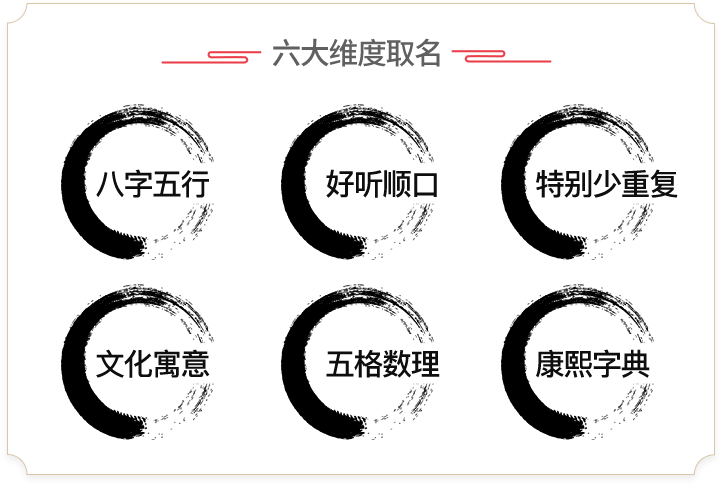 六大维度取名
八字五行
好听顺口
特别少重复
文化寓意
五格数理
康熙字典